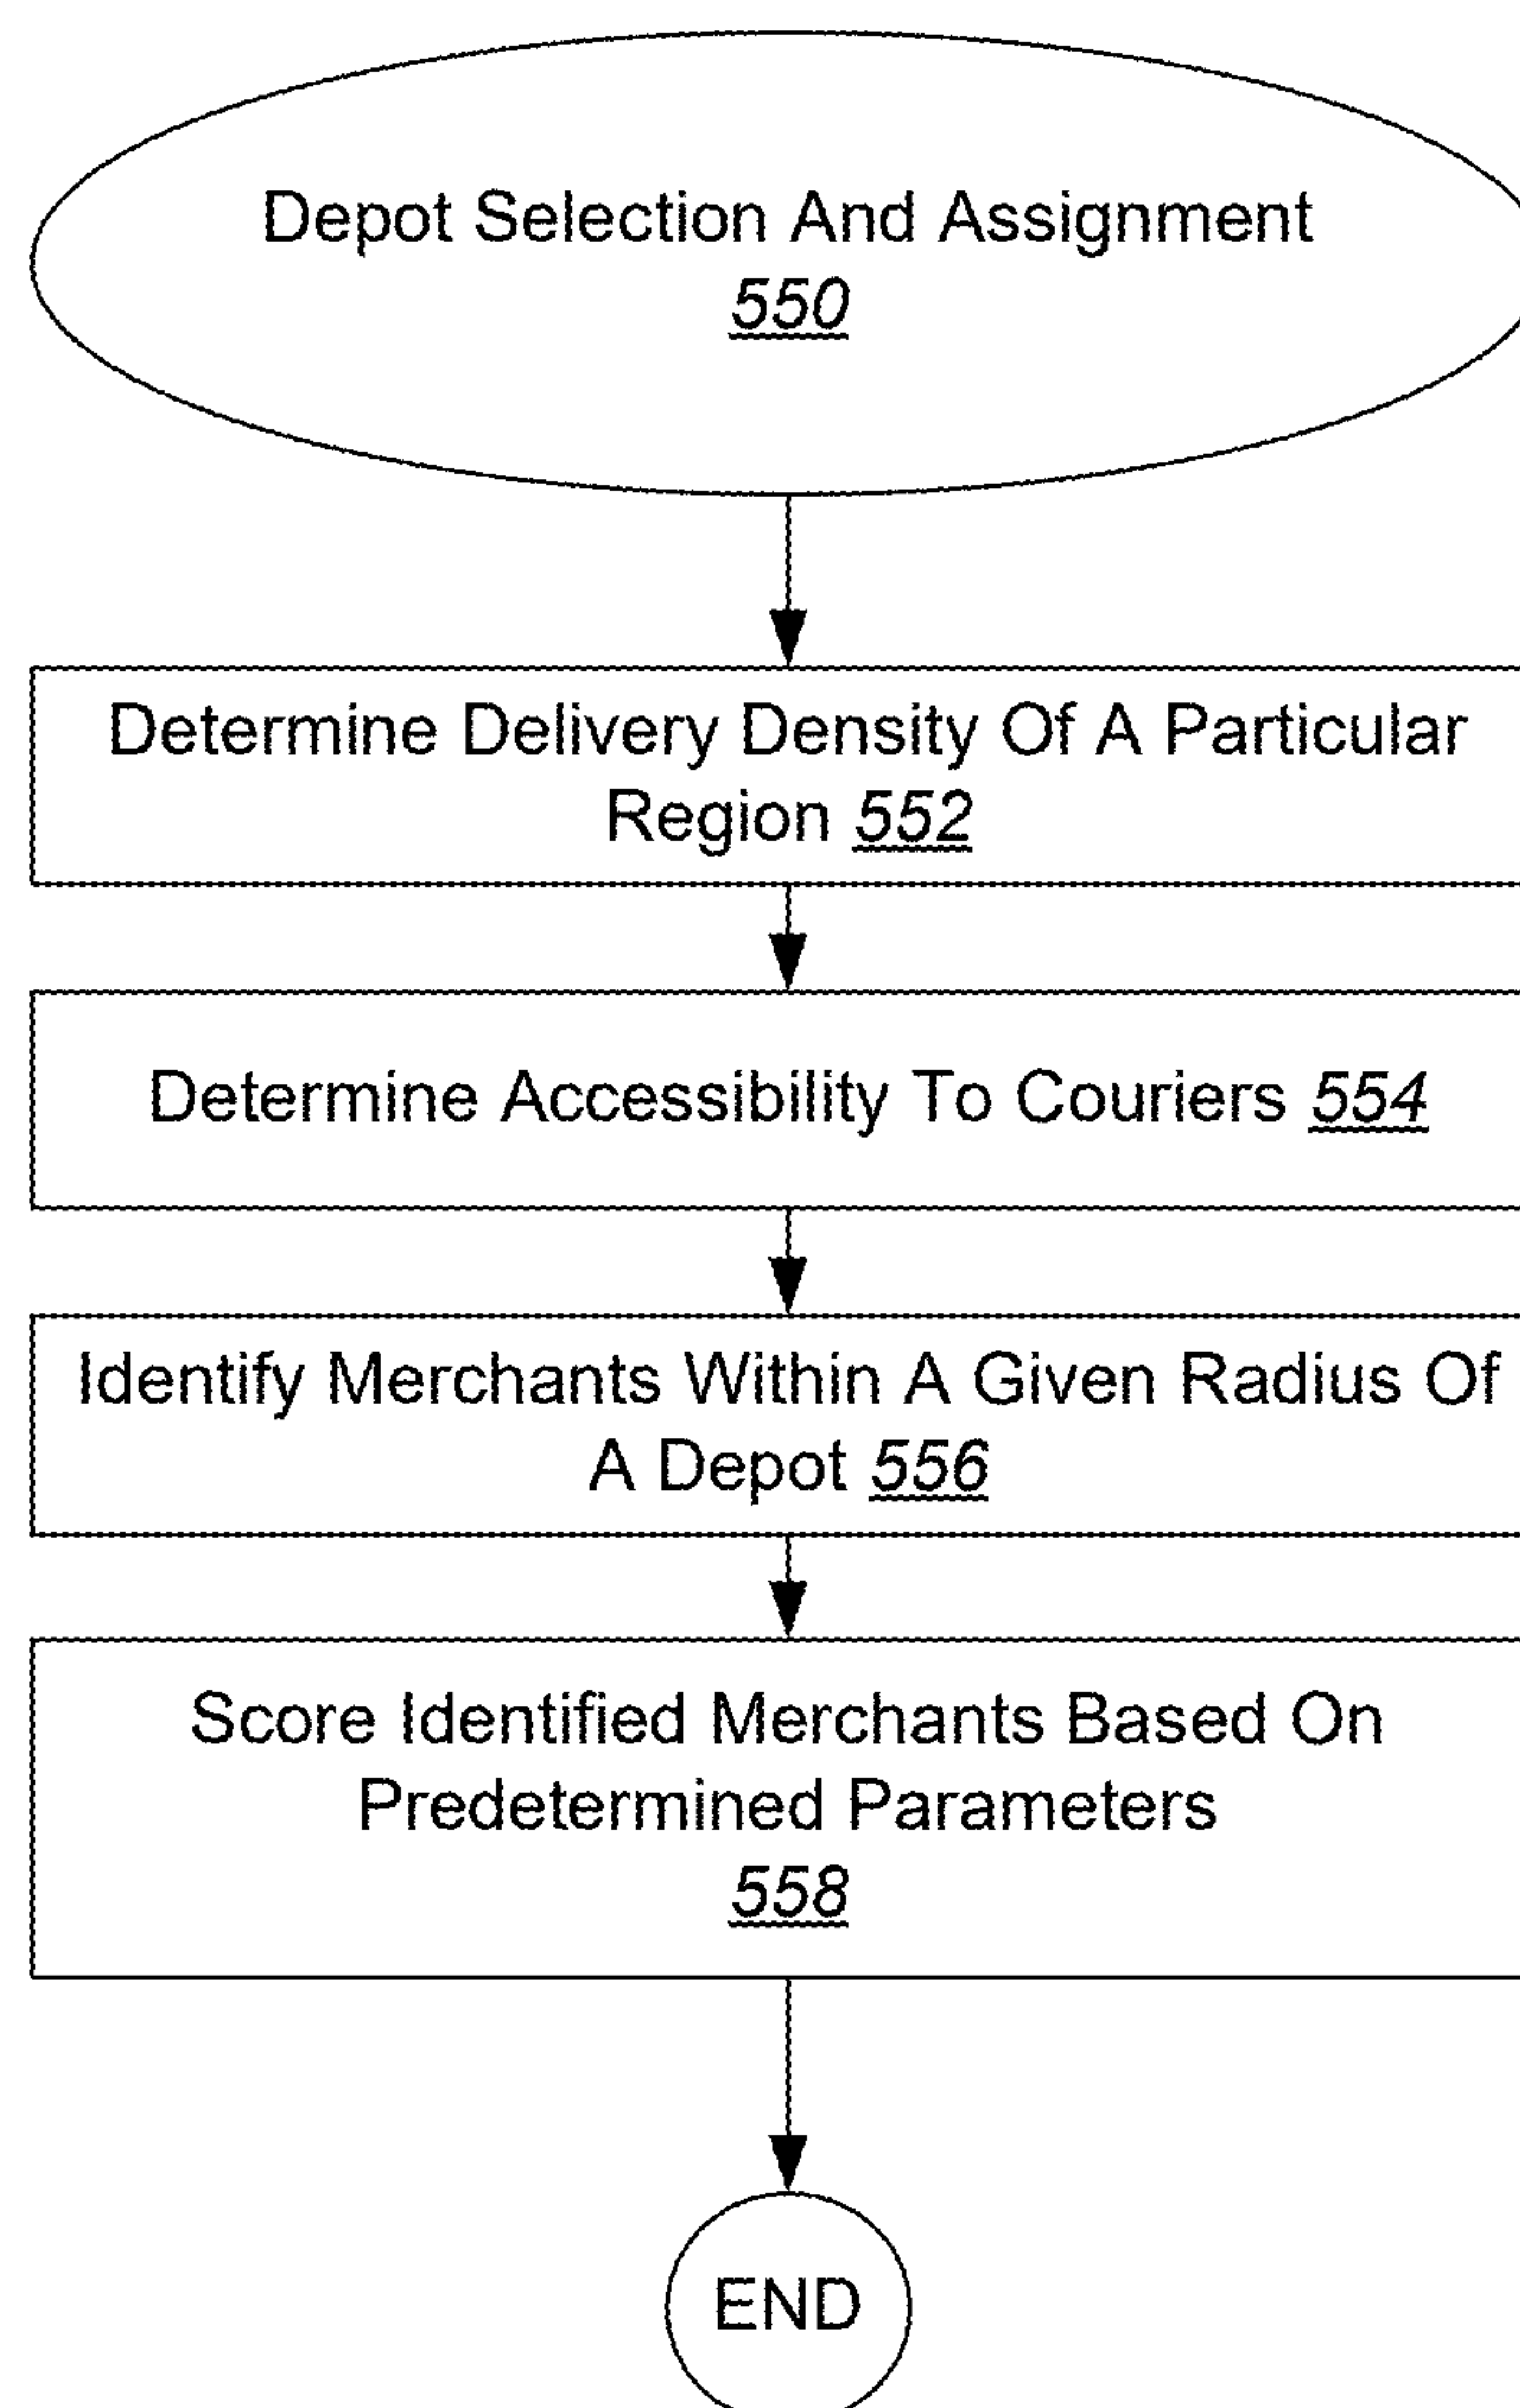 Depot Selection And Assignment
550
Determine Delivery Density Of A Particular
Region 552
Determine Accessibility To Couriers 554
Identify Merchants Within A Given Radius Of
A Depot 556
Score Identified Merchants Based On
Predetermined Parameters
558
END